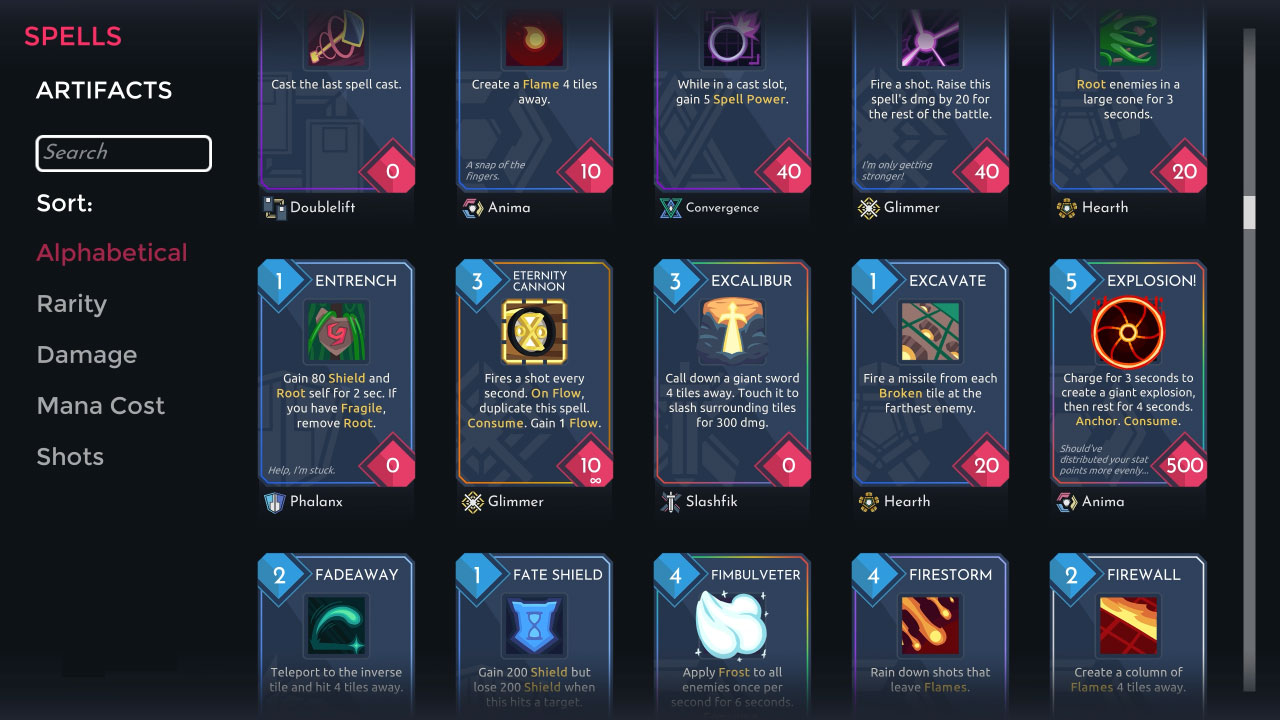 SPELLS
ARTIFACTS
Search
Sort:
Alphabetical
Rarity
Damage
Mana Cost
Shots
Cast the last spell cast.
0
Doublelift
Create a Flame 4 tiles
away.
A snap of the
fingers.
10
Anima
While in a cast slot,
gain 5 Spell Power.
40
Convergence
Fire a shot. Raise this
spell's dmg by 20 for
the rest of the battle.
I'm only getting
stronger!
40
Glimmer
Root enemies in a
large cone for 3
seconds.
20
Hearth
1
ENTRENCH
Gain 80 Shield and
Root self for 2 sec. If
you have Fragile,
remove Root.
Help, I'm stuck.
0
Phalanx
3
ETERNITY
CANNON
Fires a shot every
second. On Flow,
duplicate this spell.
Consume. Gain 1 Flow.
10
∞
Glimmer
3
EXCALIBUR
Call down a giant sword
4 tiles away. Touch it to
slash surrounding tiles
for 300 dmg.
0
Slashfik
1
EXCAVATE
Fire a missile from each
Broken tile at the
farthest enemy.
20
Hearth
5
EXPLOSION!
Charge for 3 seconds to
create a giant explosion,
then rest for 4 seconds.
Anchor. Consume.
Should've
distributed your stat
points more evenly...
500
Anima
2
FADEAWAY
Teleport to the inverse
tile and hit 4 tiles away.
1
FATE SHIELD
Gain 200 Shield but
lose 200 Shield when
this hits a target.
4
FIMBULVETER
Apply Frost to all
enemies once per
second for 6 seconds.
4
FIRESTORM
Rain down shots that
leave Flames.
2
FIREWALL
Create a column of
Flames 4 tiles away.